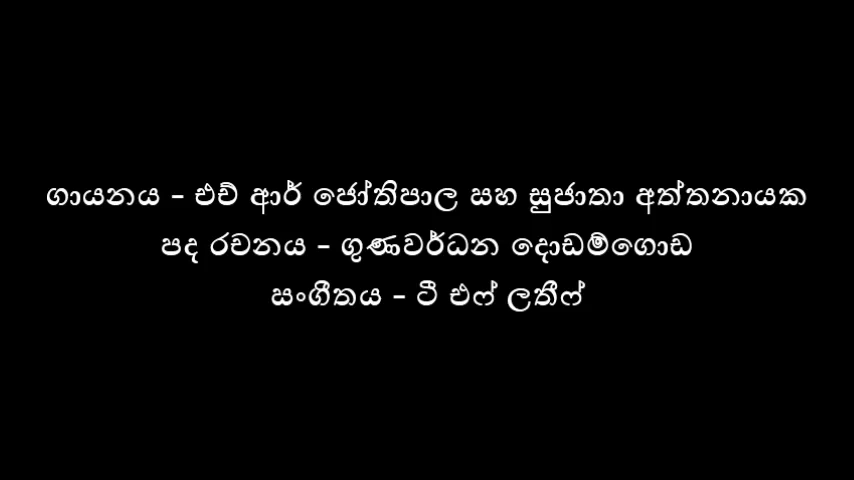 ගායනය – එච් ආර් ජෝතිපාල සහ සුජාතා අත්තනායක
පද රචනය – ගුණවර්ධන දොඩම්ගොඩ
සංගීතය – ටී එෆ් ලතීෆ්